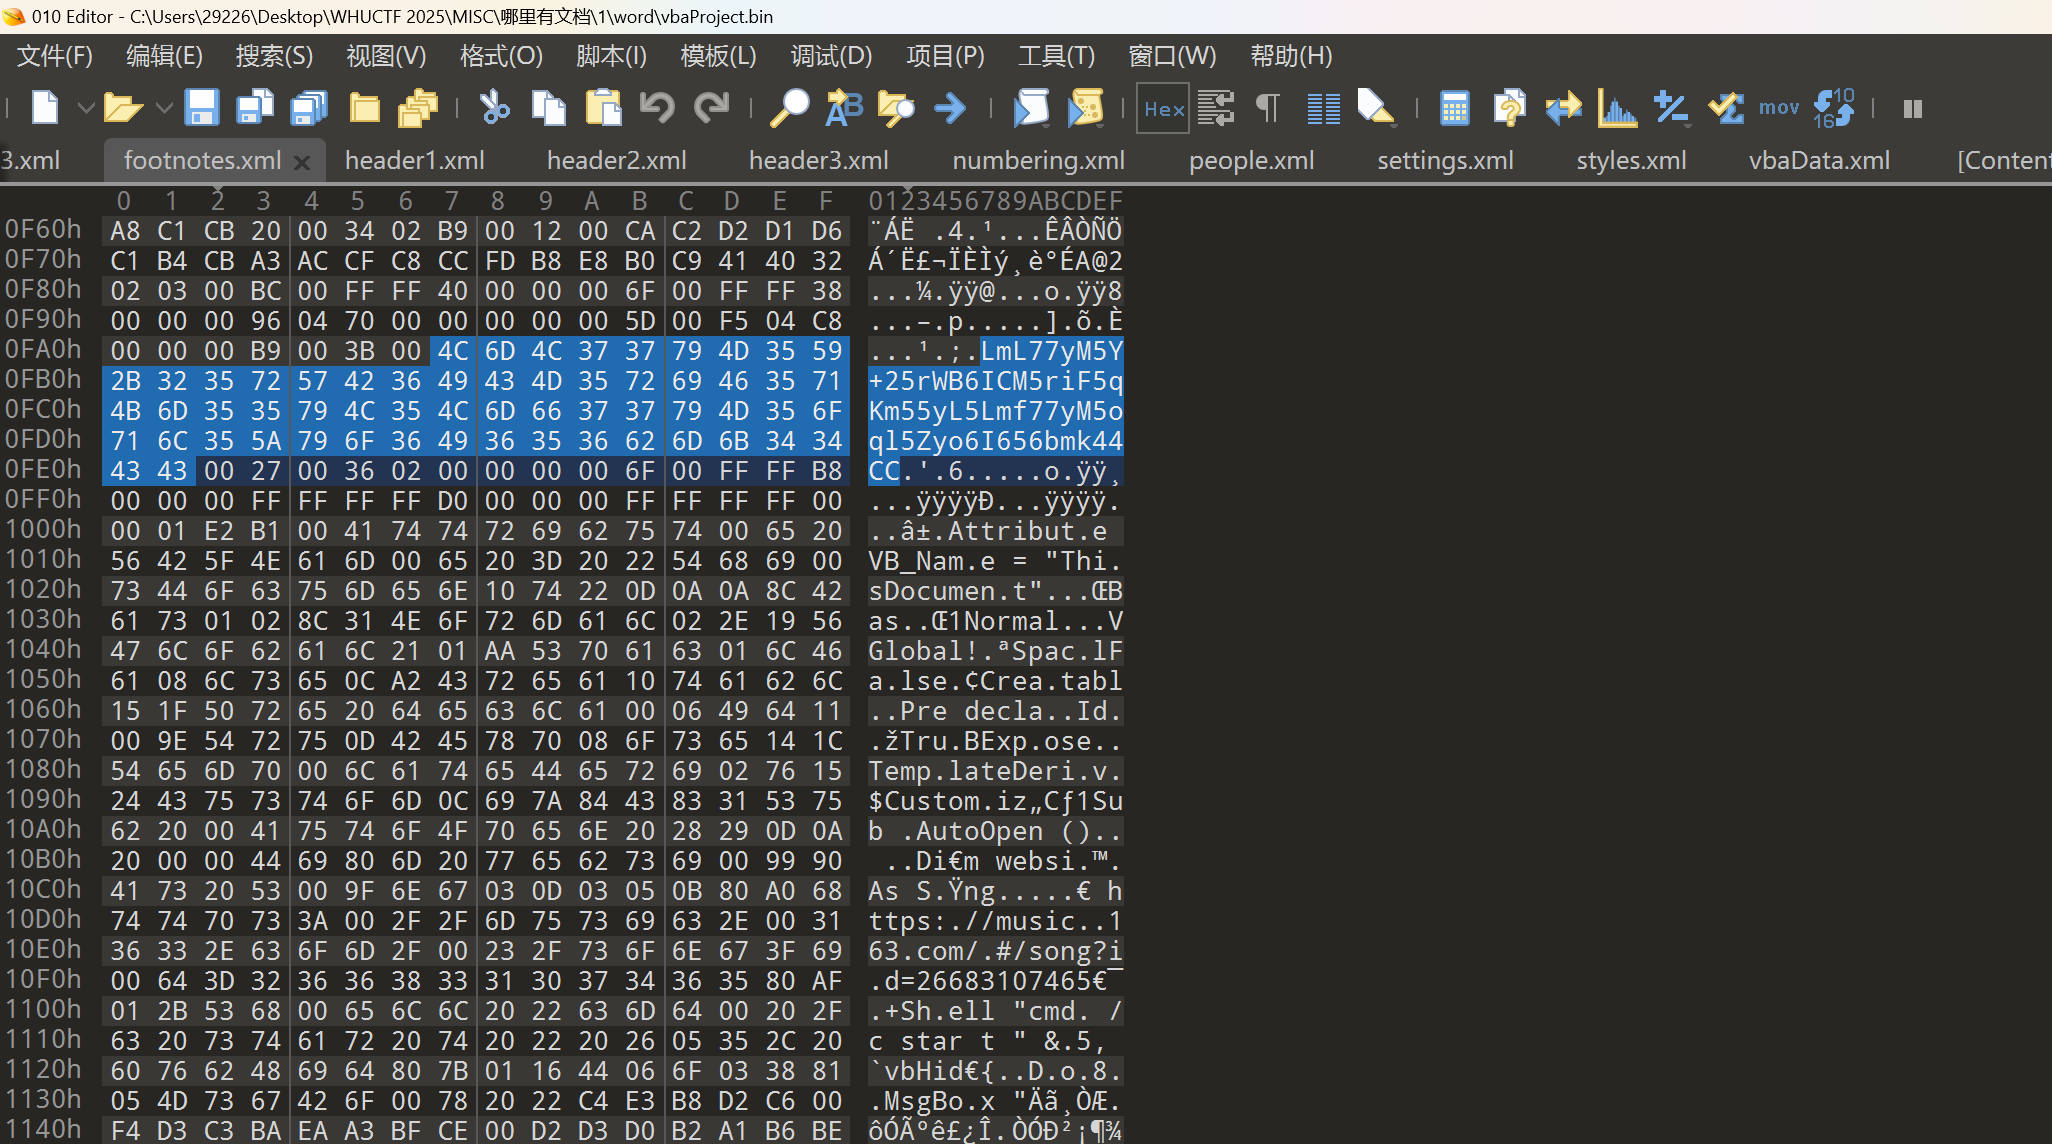 010 Editor - C:\Users\29226\Desktop\WHUCTF 2025\MISC\哪里有文档\1\word\vbaProject.bin
文件(F) 编辑(E) 搜索(S) 视图(V) 格式(O) 脚本(I) 模板(L) 调试(D) 项目(P) 工具(T) 窗口(W) 帮助(H)
Hex mov 10 16
3.xml footnotes.xml header1.xml header2.xml header3.xml numbering.xml people.xml settings.xml styles.xml vbaData.xml [Content
0 1 2 3 4 5 6 7 8 9 A B C D E F 0123456789ABCDEF
0F60h A8 C1 CB 20 00 34 02 B9 00 12 00 CA C2 D2 D1 D6 ¨ÁË .4.¹...ÊÂÒÑÖ
0F70h C1 B4 CB A3 AC CF C8 CC FD B8 E8 B0 C9 41 40 32 Á´Ë£¬ÏÈÌý¸è°ÉA@2
0F80h 02 03 00 BC 00 FF FF 40 00 00 00 6F 00 FF FF 38 ...¼.ÿÿ@...o.ÿÿ8
0F90h 00 00 00 96 04 70 00 00 00 00 00 5D 00 F5 04 C8 ...–.p.....].õ.È
0FA0h 00 00 00 B9 00 3B 00 4C 6D 4C 37 37 79 4D 35 59 ...¹.;.LmL77yM5Y
0FB0h 2B 32 35 72 57 42 36 49 43 4D 35 72 69 46 35 71 +25rWB6ICM5riF5q
0FC0h 4B 6D 35 35 79 4C 35 4C 6D 66 37 37 79 4D 35 6F Km55yL5Lmf77yM5o
0FD0h 71 6C 35 5A 79 6F 36 49 36 35 36 62 6D 6B 34 34 ql5Zyo6I656bmk44
0FE0h 43 43 00 27 00 36 02 00 00 00 00 6F 00 FF FF B8 CC.'.6.....o.ÿÿ¸
0FF0h 00 00 00 FF FF FF FF D0 00 00 00 FF FF FF FF 00 ...ÿÿÿÿÐ...ÿÿÿÿ.
1000h 00 01 E2 B1 00 41 74 74 72 69 62 75 74 00 65 20 ..â±.Attribut.e
1010h 56 42 5F 4E 61 6D 00 65 20 3D 20 22 54 68 69 00 VB_Nam.e = "Thi.
1020h 73 44 6F 63 75 6D 65 6E 10 74 22 0D 0A 0A 8C 42 sDocumen.t"...ŒB
1030h 61 73 01 02 8C 31 4E 6F 72 6D 61 6C 02 2E 19 56 as..Œ1Normal...V
1040h 47 6C 6F 62 61 6C 21 01 AA 53 70 61 63 01 6C 46 Global!.ªSpac.lF
1050h 61 08 6C 73 65 0C A2 43 72 65 61 10 74 61 62 6C a.lse.¢Crea.tabl
1060h 15 1F 50 72 65 20 64 65 63 6C 61 00 06 49 64 11 ..Pre decla..Id.
1070h 00 9E 54 72 75 0D 42 45 78 70 08 6F 73 65 14 1C .žTru.BExp.ose..
1080h 54 65 6D 70 00 6C 61 74 65 44 65 72 69 02 76 15 Temp.lateDeri.v.
1090h 24 43 75 73 74 6F 6D 0C 69 7A 84 43 83 31 53 75 $Custom.iz„Cƒ1Su
10A0h 62 20 00 41 75 74 6F 4F 70 65 6E 20 28 29 0D 0A b .AutoOpen ()..
10B0h 20 00 00 44 69 80 6D 20 77 65 62 73 69 00 99 90 ..Di€m websi.™.
10C0h 41 73 20 53 00 9F 6E 67 03 0D 03 05 0B 80 A0 68 As S.Ÿng.....€ h
10D0h 74 74 70 73 3A 00 2F 2F 6D 75 73 69 63 2E 00 31 ttps:.//music..1
10E0h 36 33 2E 63 6F 6D 2F 00 23 2F 73 6F 6E 67 3F 69 63.com/.#/song?i
10F0h 00 64 3D 32 36 36 38 33 31 30 37 34 36 35 80 AF .d=26683107465€¯
1100h 01 2B 53 68 00 65 6C 6C 20 22 63 6D 64 00 20 2F .+Sh.ell "cmd. /
1110h 63 20 73 74 61 72 20 74 20 22 20 26 05 35 2C 20 c star t " &.5,
1120h 60 76 62 48 69 64 80 7B 01 16 44 06 6F 03 38 81 `vbHid€{..D.o.8.
1130h 05 4D 73 67 42 6F 00 78 20 22 C4 E3 B8 D2 C6 00 .MsgBo.x "Äã¸ÒÆ.
1140h F4 D3 C3 BA EA A3 BF CE 00 D2 D3 D0 B2 A1 B6 BE ôÓÃºê£¿Î.ÒÓÐ²¡¶¾